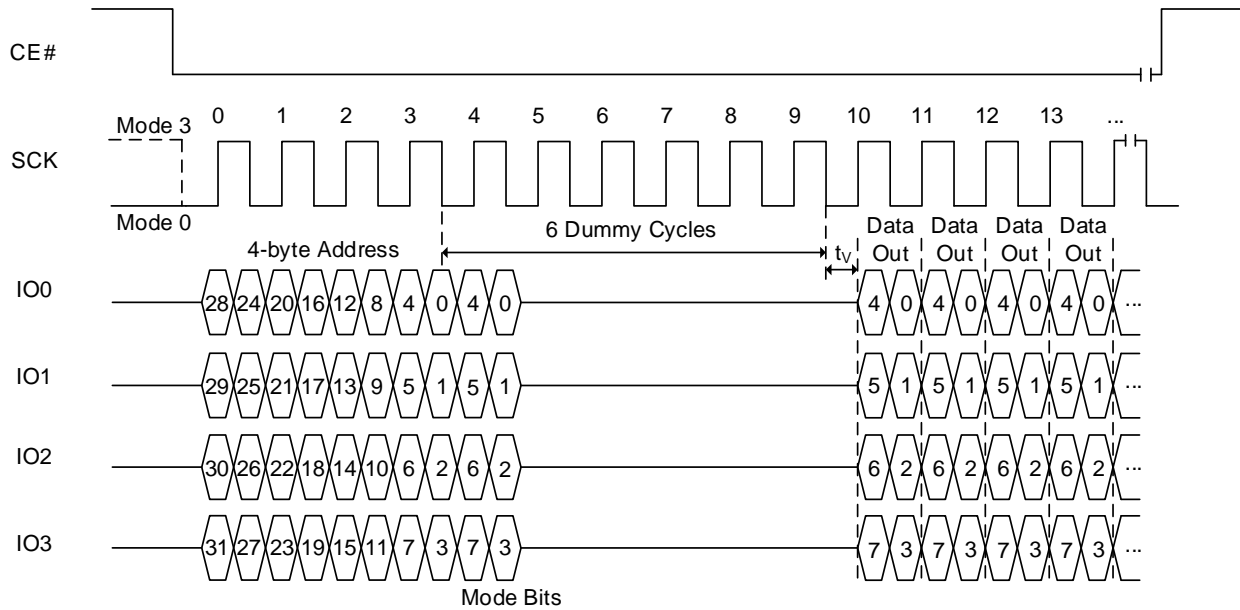 CE#
0 1 2 3 4 5 6 7 8 9 10 11 12 13 ...
Mode 3
SCK
Mode 0
6 Dummy Cycles
Data Data Data Data
4-byte Address
tV
Out Out Out Out
IO0
28 24 20 16 12 8 4 0 4 0 4 0 4 0 4 0 4 0 ...
IO1
29 25 21 17 13 9 5 1 5 1 5 1 5 1 5 1 5 1 ...
IO2
30 26 22 18 14 10 6 2 6 2 6 2 6 2 6 2 6 2 ...
IO3
31 27 23 19 15 11 7 3 7 3 7 3 7 3 7 3 7 3 ...
Mode Bits